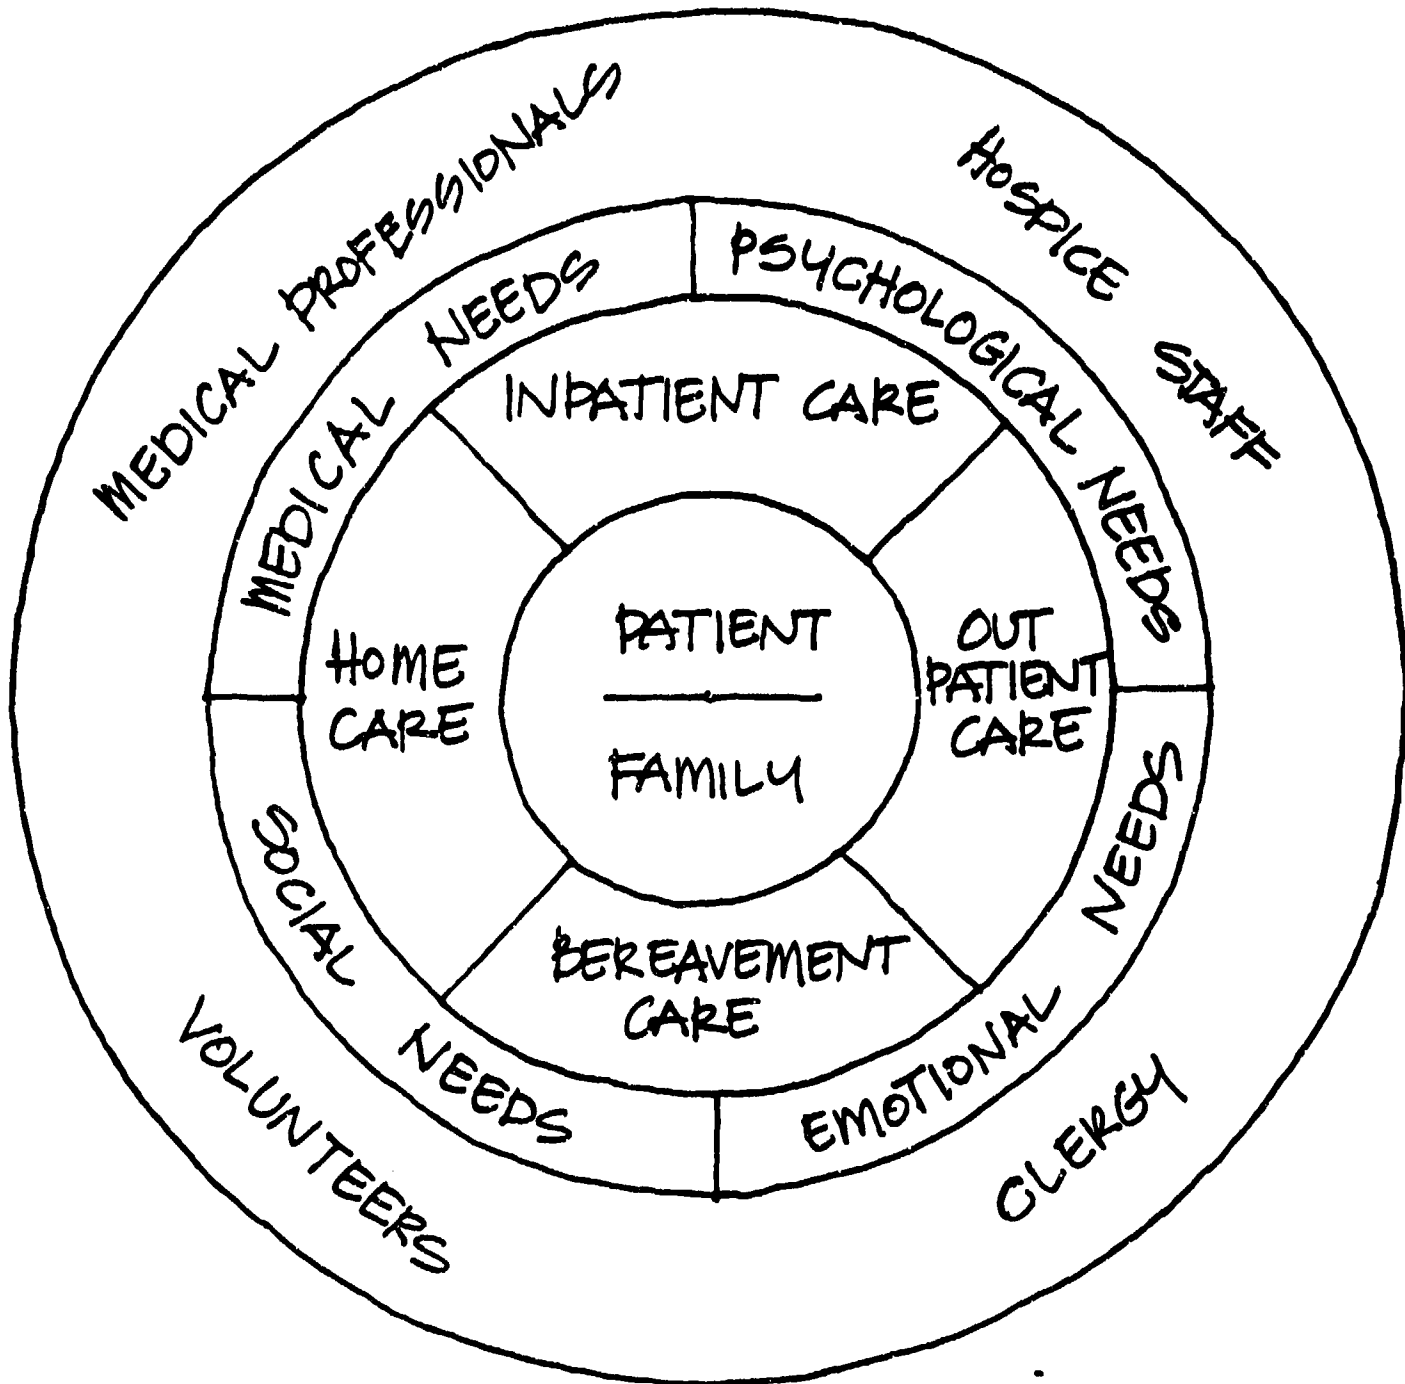 MEDICAL PROFESSIONALS
HOSPICE STAFF
MEDICAL NEEDS
PSYCHOLOGICAL NEEDS
INPATIENT CARE
HOME
CARE
PATIENT
FAMILY
OUT
PATIENT
CARE
BEREAVEMENT
CARE
SOCIAL NEEDS
EMOTIONAL NEEDS
VOLUNTEERS
CLERGY